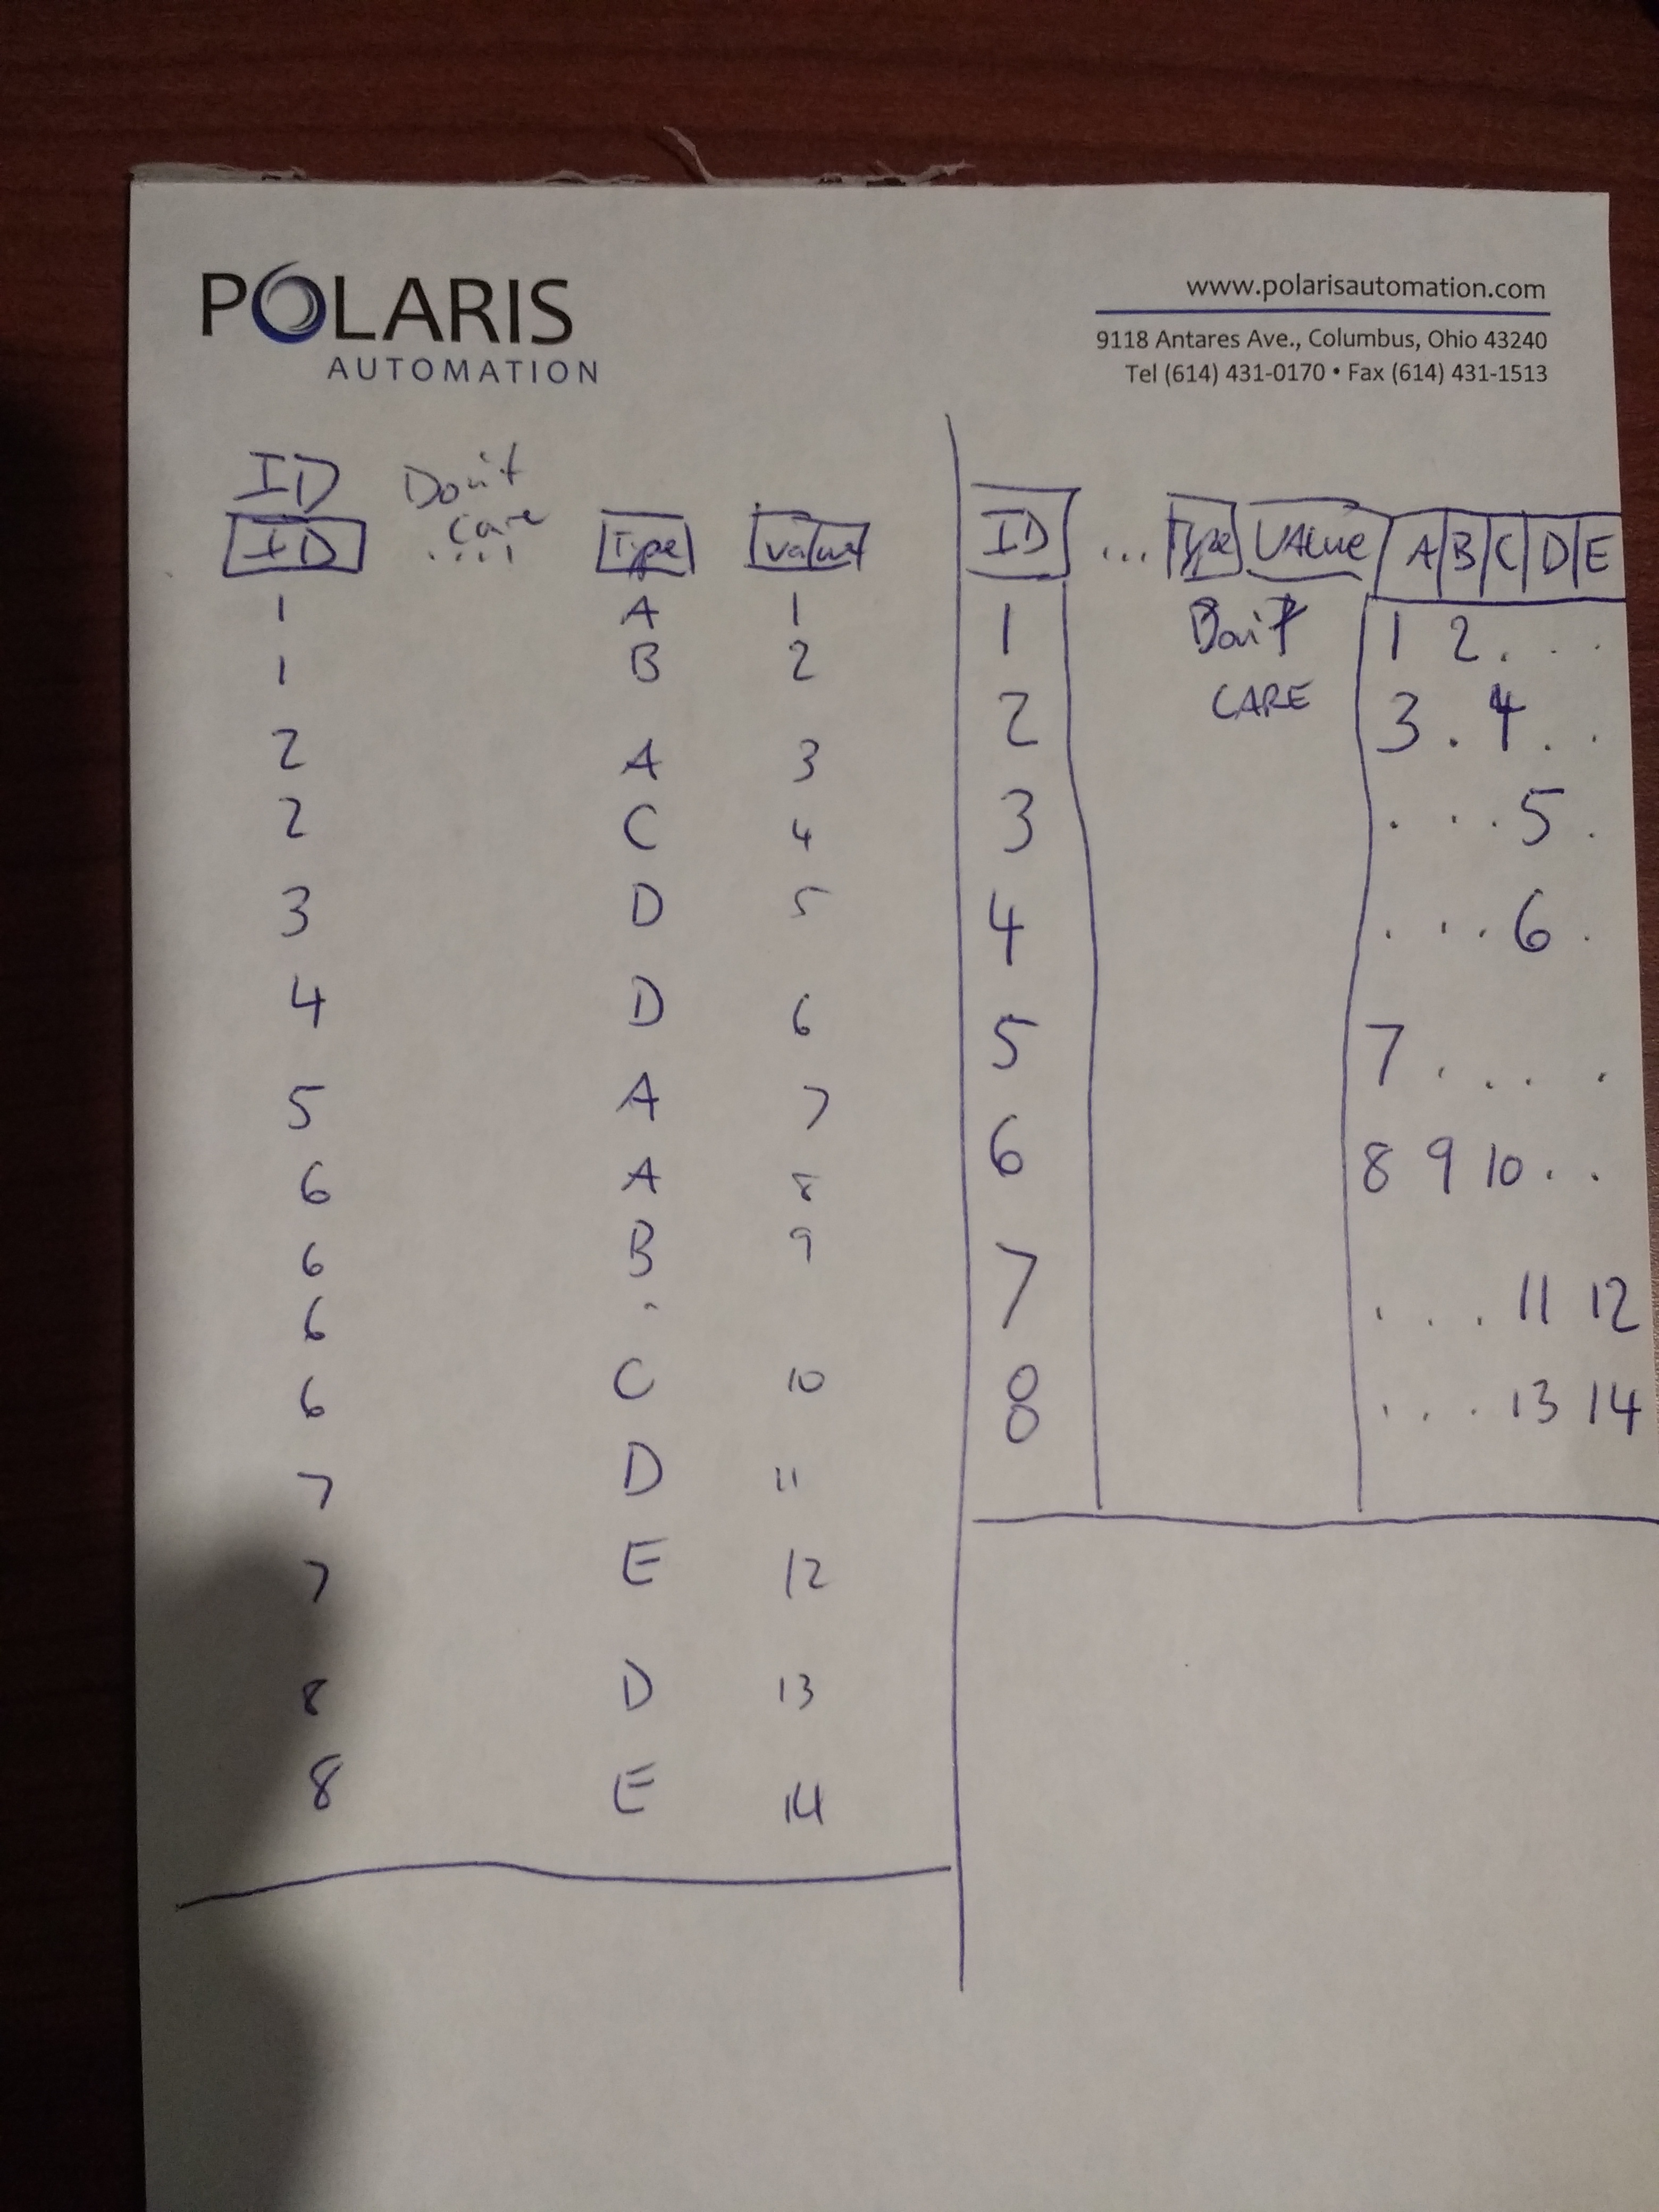 POLARIS
AUTOMATION
www.polarisautomation.com
9118 Antares Ave., Columbus, Ohio 43240
Tel (614) 431-0170 • Fax (614) 431-1513
ID Don't
Care
ID .... Type Value
1 A 1
1 B 2
2 A 3
2 C 4
3 D 5
4 D 6
5 A 7
6 A 8
6 B 9
6 .
6 C 10
7 D 11
7 E 12
8 D 13
8 E 14
ID ... Type VALue A B C D E
1 Don't 1 2 . . .
2 CARE 3 . 4 . .
3 . . . 5 .
4 . . . 6 .
5 7 . . . .
6 8 9 10 . .
7 . . . 11 12
8 . . . 13 14